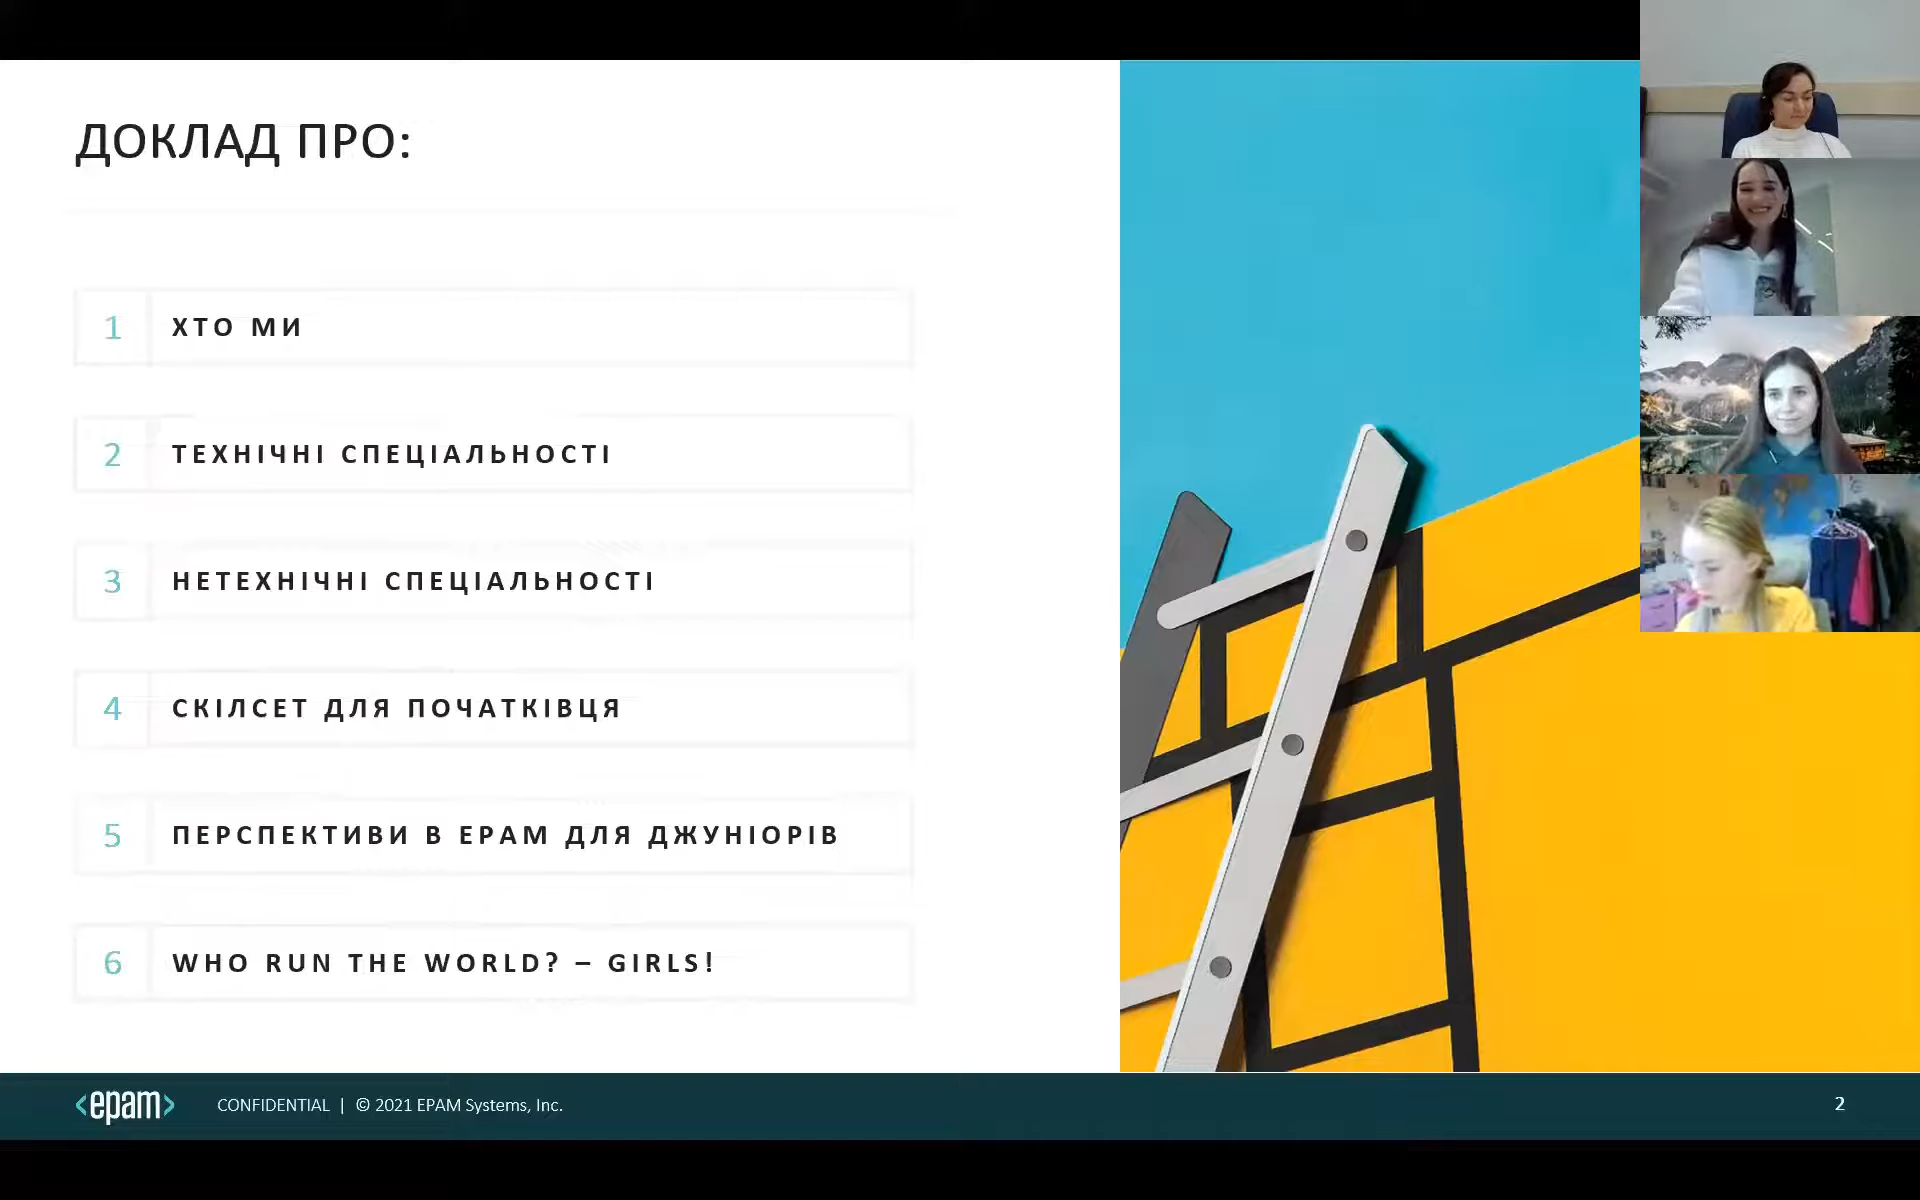 ДОКЛАД ПРО:
1 ХТО МИ
2 ТЕХНІЧНІ СПЕЦІАЛЬНОСТІ
3 НЕТЕХНІЧНІ СПЕЦІАЛЬНОСТІ
4 СКІЛСЕТ ДЛЯ ПОЧАТКІВЦЯ
5 ПЕРСПЕКТИВИ В EPAM ДЛЯ ДЖУНІОРІВ
6 WHO RUN THE WORLD? – GIRLS!
<epam> CONFIDENTIAL | © 2021 EPAM Systems, Inc. 2